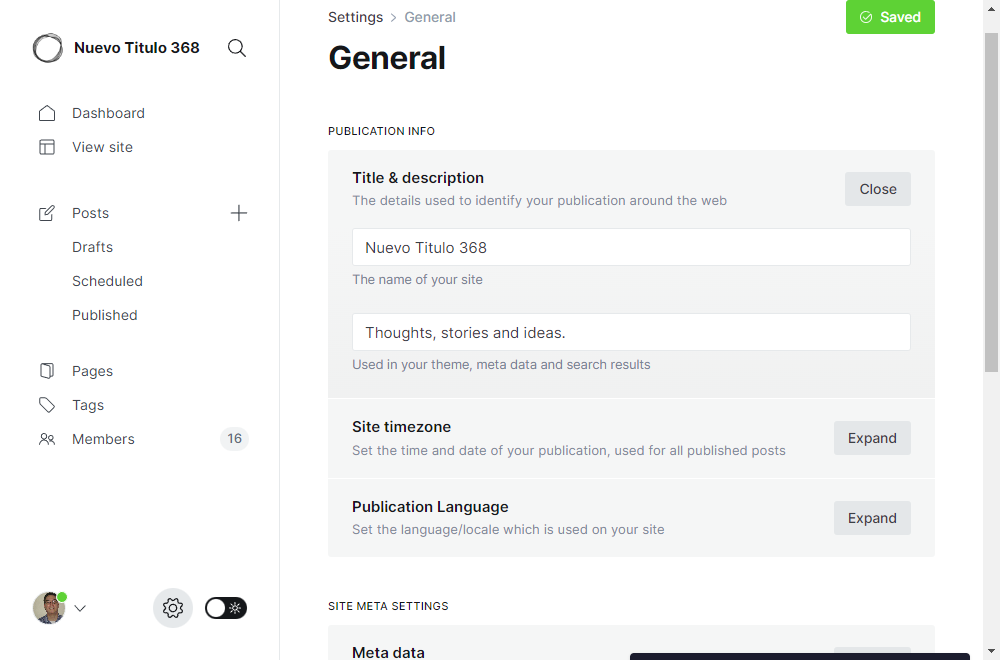 Nuevo Titulo 368
Dashboard
View site
Posts
Drafts
Scheduled
Published
Pages
Tags
Members
16
Settings > General
Saved
General
PUBLICATION INFO
Title & description
The details used to identify your publication around the web
Close
Nuevo Titulo 368
The name of your site
Thoughts, stories and ideas.
Used in your theme, meta data and search results
Site timezone
Set the time and date of your publication, used for all published posts
Expand
Publication Language
Set the language/locale which is used on your site
Expand
SITE META SETTINGS
Meta data